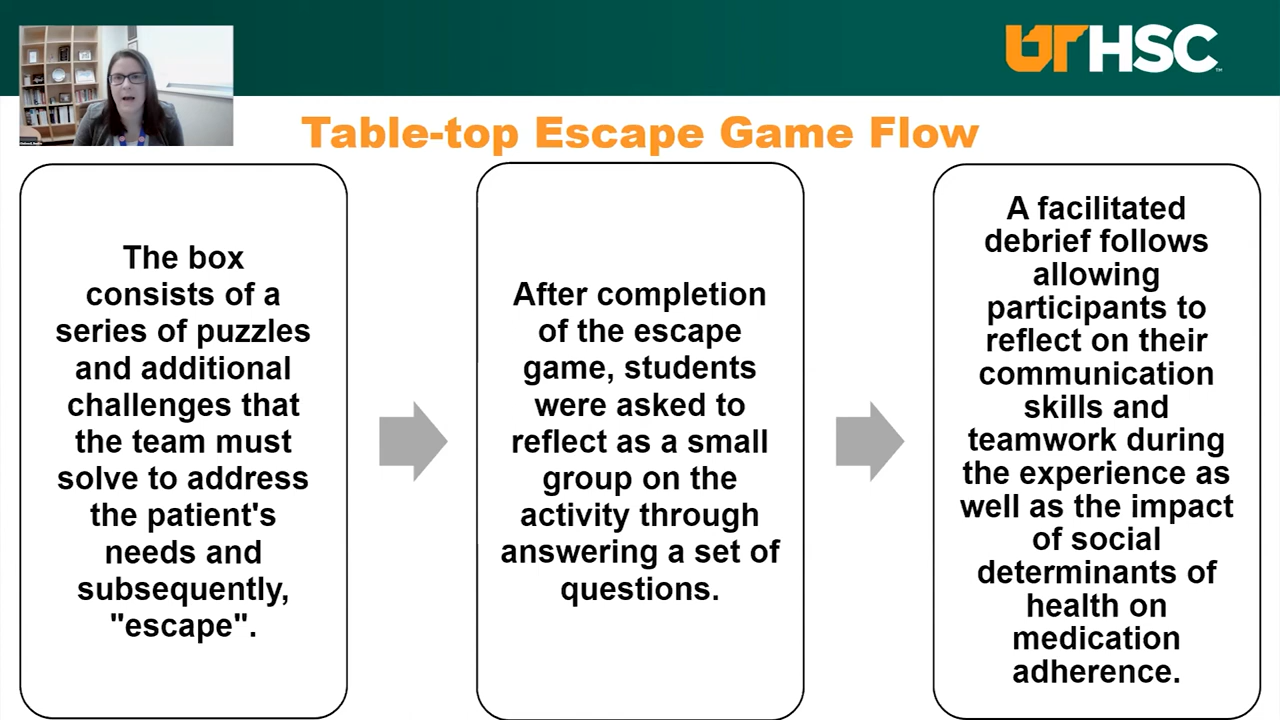 UTHSC
Table-top Escape Game Flow
The box
consists of a
series of puzzles
and additional
challenges that
the team must
solve to address
the patient's
needs and
subsequently,
"escape".
After completion
of the escape
game, students
were asked to
reflect as a small
group on the
activity through
answering a set of
questions.
A facilitated
debrief follows
allowing
participants to
reflect on their
communication
skills and
teamwork during
the experience as
well as the impact
of social
determinants of
health on
medication
adherence.